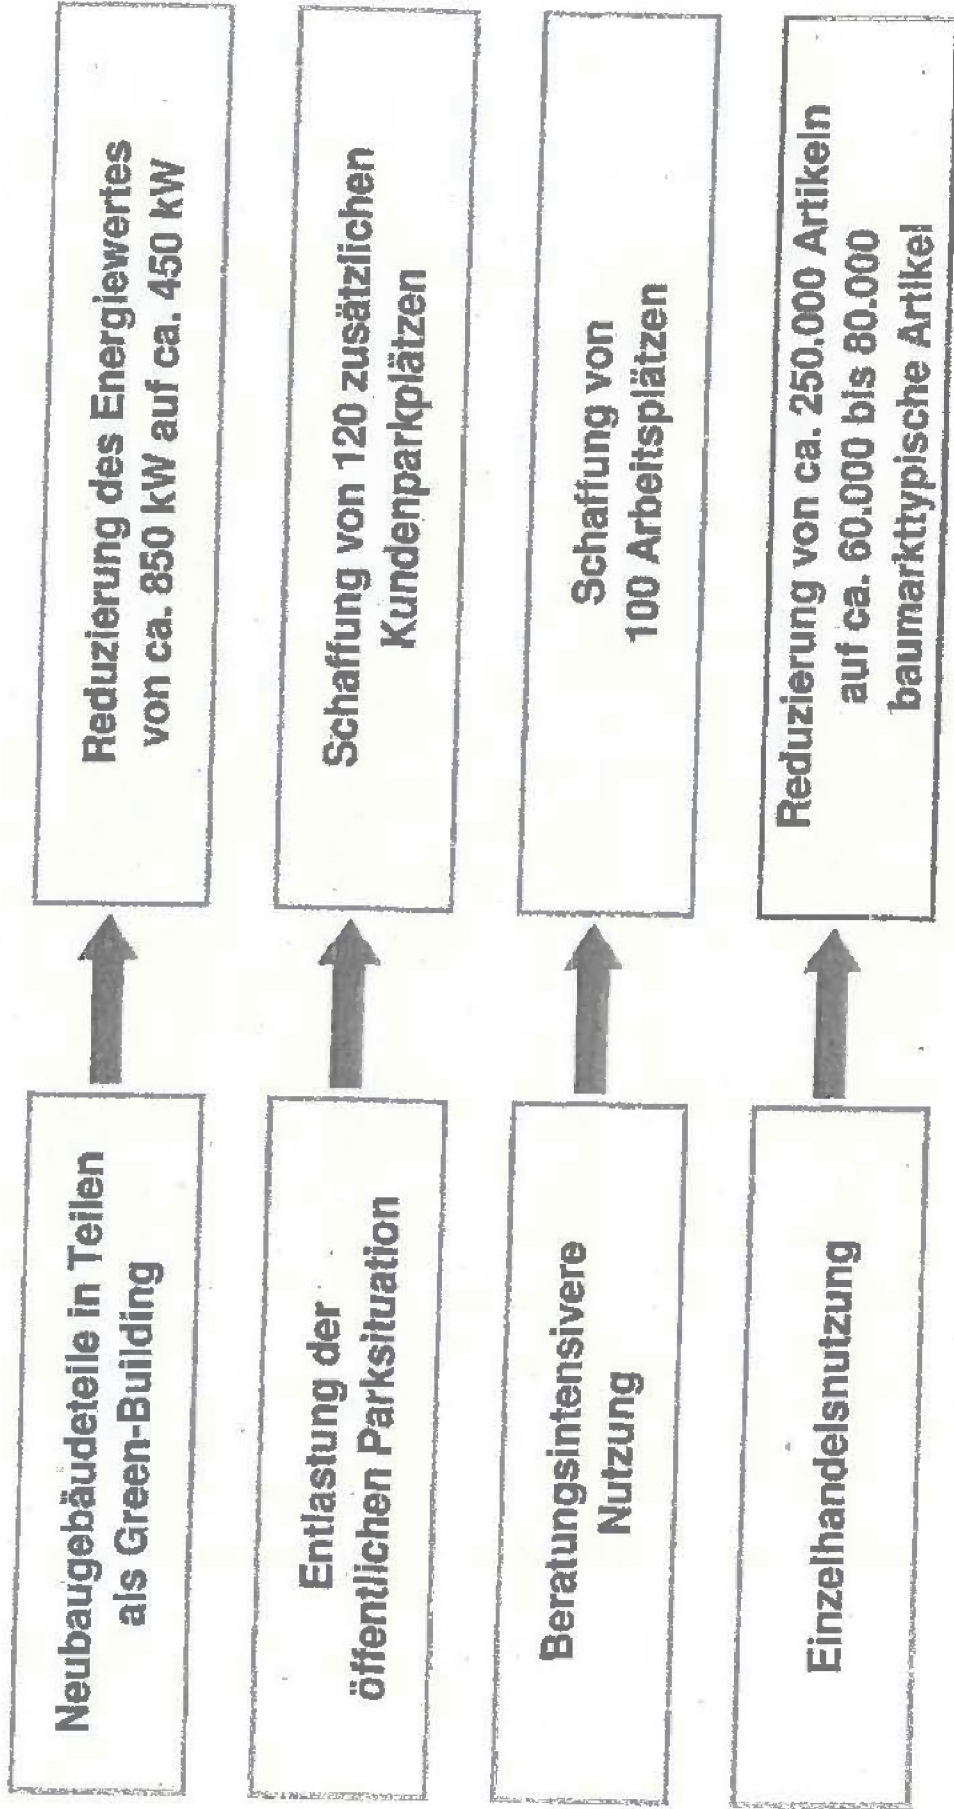 Neubaugebäudeteile in Teilen
als Green-Building
Reduzierung des Energiewertes
von ca. 850 kW auf ca. 450 kW
Entlastung der
öffentlichen Parksituation
Schaffung von 120 zusätzlichen
Kundenparkplätzen
Beratungsintensivere
Nutzung
Schaffung von
100 Arbeitsplätzen
Einzelhandelsnutzung
Reduzierung von ca. 250.000 Artikeln
auf ca. 60.000 bis 80.000
baumarkttypische Artikel